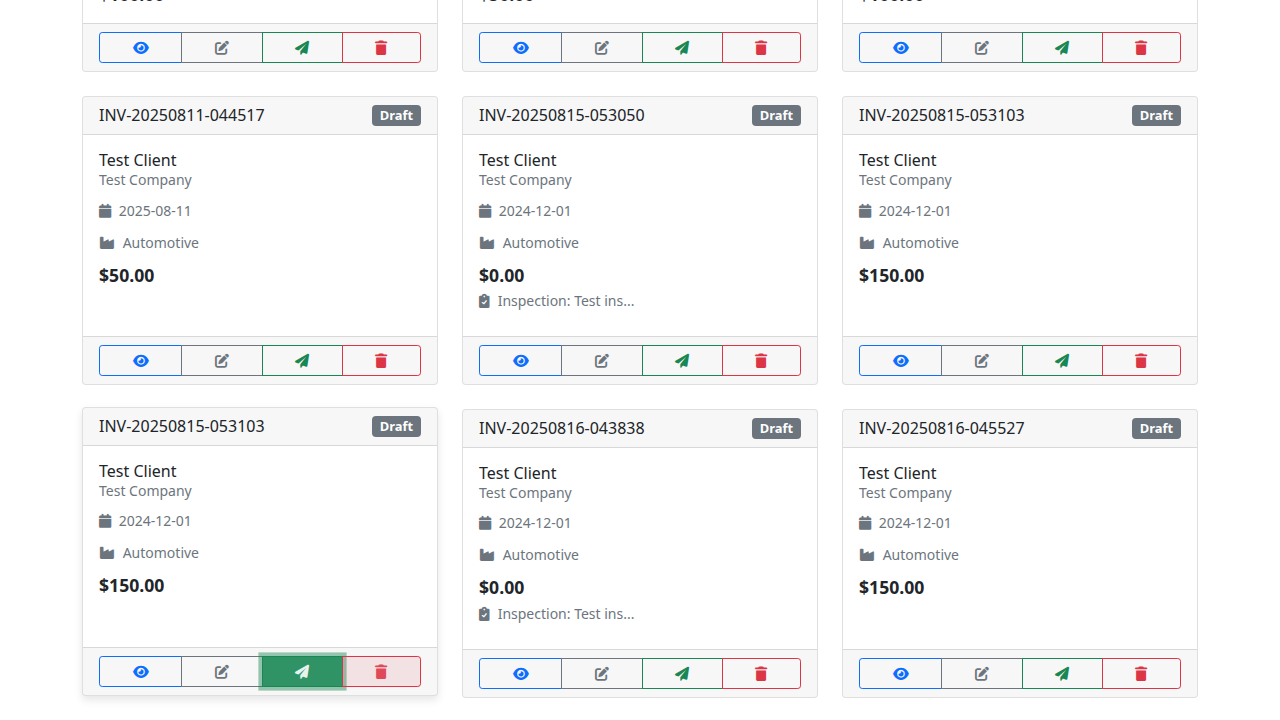 INV-20250811-044517 Draft
Test Client
Test Company
2025-08-11
Automotive
$50.00
INV-20250815-053050 Draft
Test Client
Test Company
2024-12-01
Automotive
$0.00
Inspection: Test ins...
INV-20250815-053103 Draft
Test Client
Test Company
2024-12-01
Automotive
$150.00
INV-20250815-053103 Draft
Test Client
Test Company
2024-12-01
Automotive
$150.00
INV-20250816-043838 Draft
Test Client
Test Company
2024-12-01
Automotive
$0.00
Inspection: Test ins...
INV-20250816-045527 Draft
Test Client
Test Company
2024-12-01
Automotive
$150.00